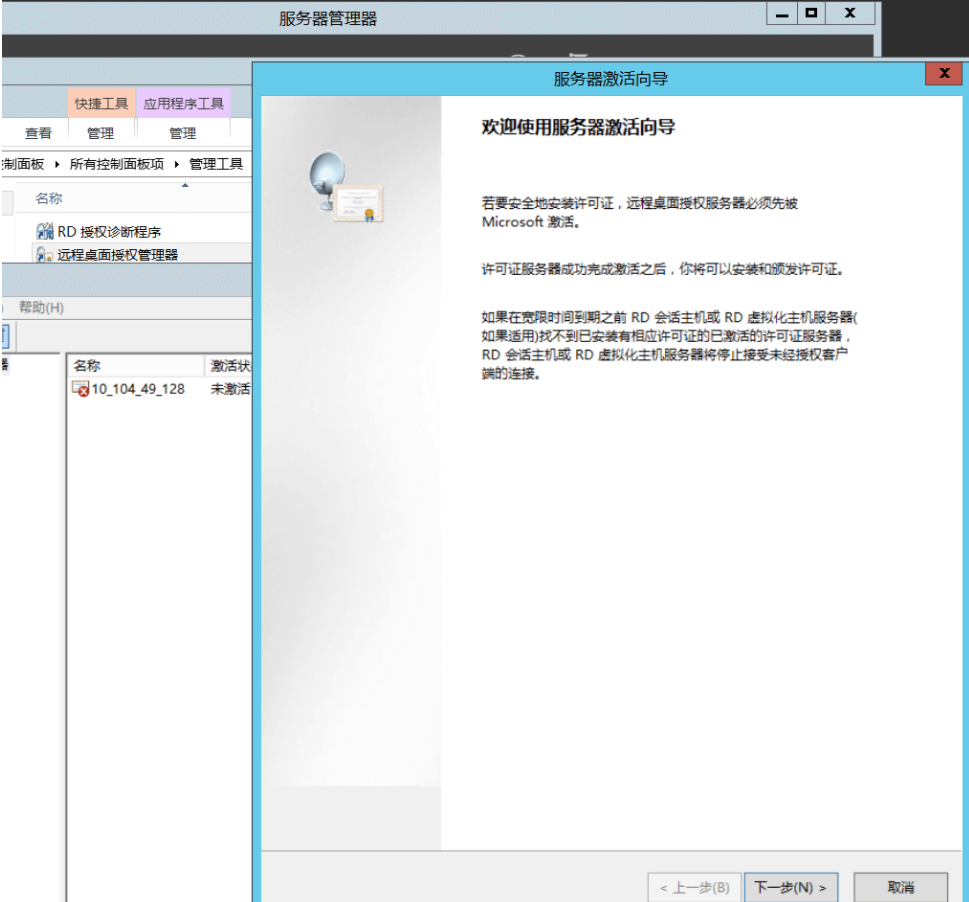 服务器管理器
服务器激活向导
快捷工具 应用程序工具
查看 管理 管理
制面板 ▸ 所有控制面板项 ▸ 管理工具
名称
RD 授权诊断程序
远程桌面授权管理器
帮助(H)
器
名称 激活状
10_104_49_128 未激活
欢迎使用服务器激活向导
若要安全地安装许可证，远程桌面授权服务器必须先被
Microsoft 激活。
许可证服务器成功完成激活之后，你将可以安装和颁发许可证。
如果在宽限时间到期之前 RD 会话主机或 RD 虚拟化主机服务器(
如果适用)找不到已安装有相应许可证的已激活的许可证服务器，
RD 会话主机或 RD 虚拟化主机服务器将停止接受未经授权客户
端的连接。
< 上一步(B) 下一步(N) > 取消